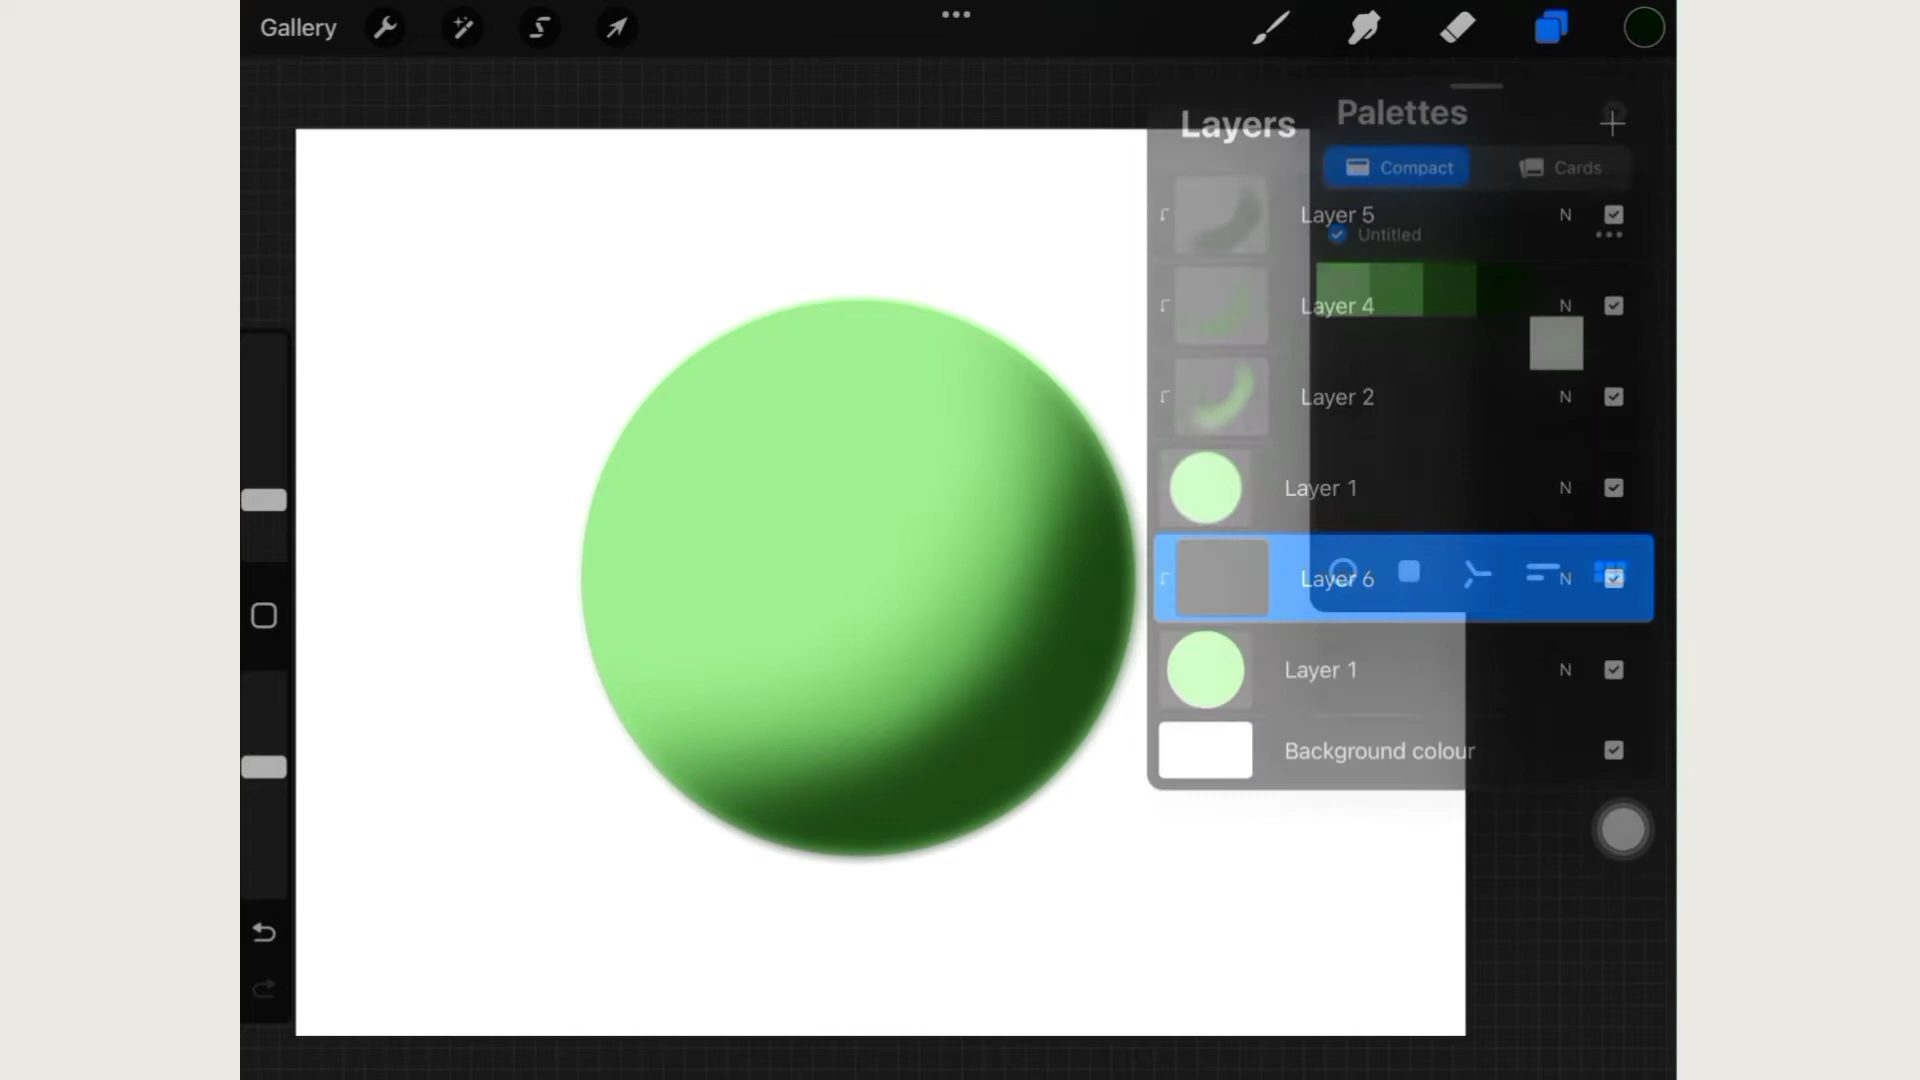 Gallery
Layers
Palettes
Compact
Cards
Layer 5
N
Untitled
Layer 4
N
Layer 2
N
Layer 1
N
Layer 6
N
Layer 1
N
Background colour